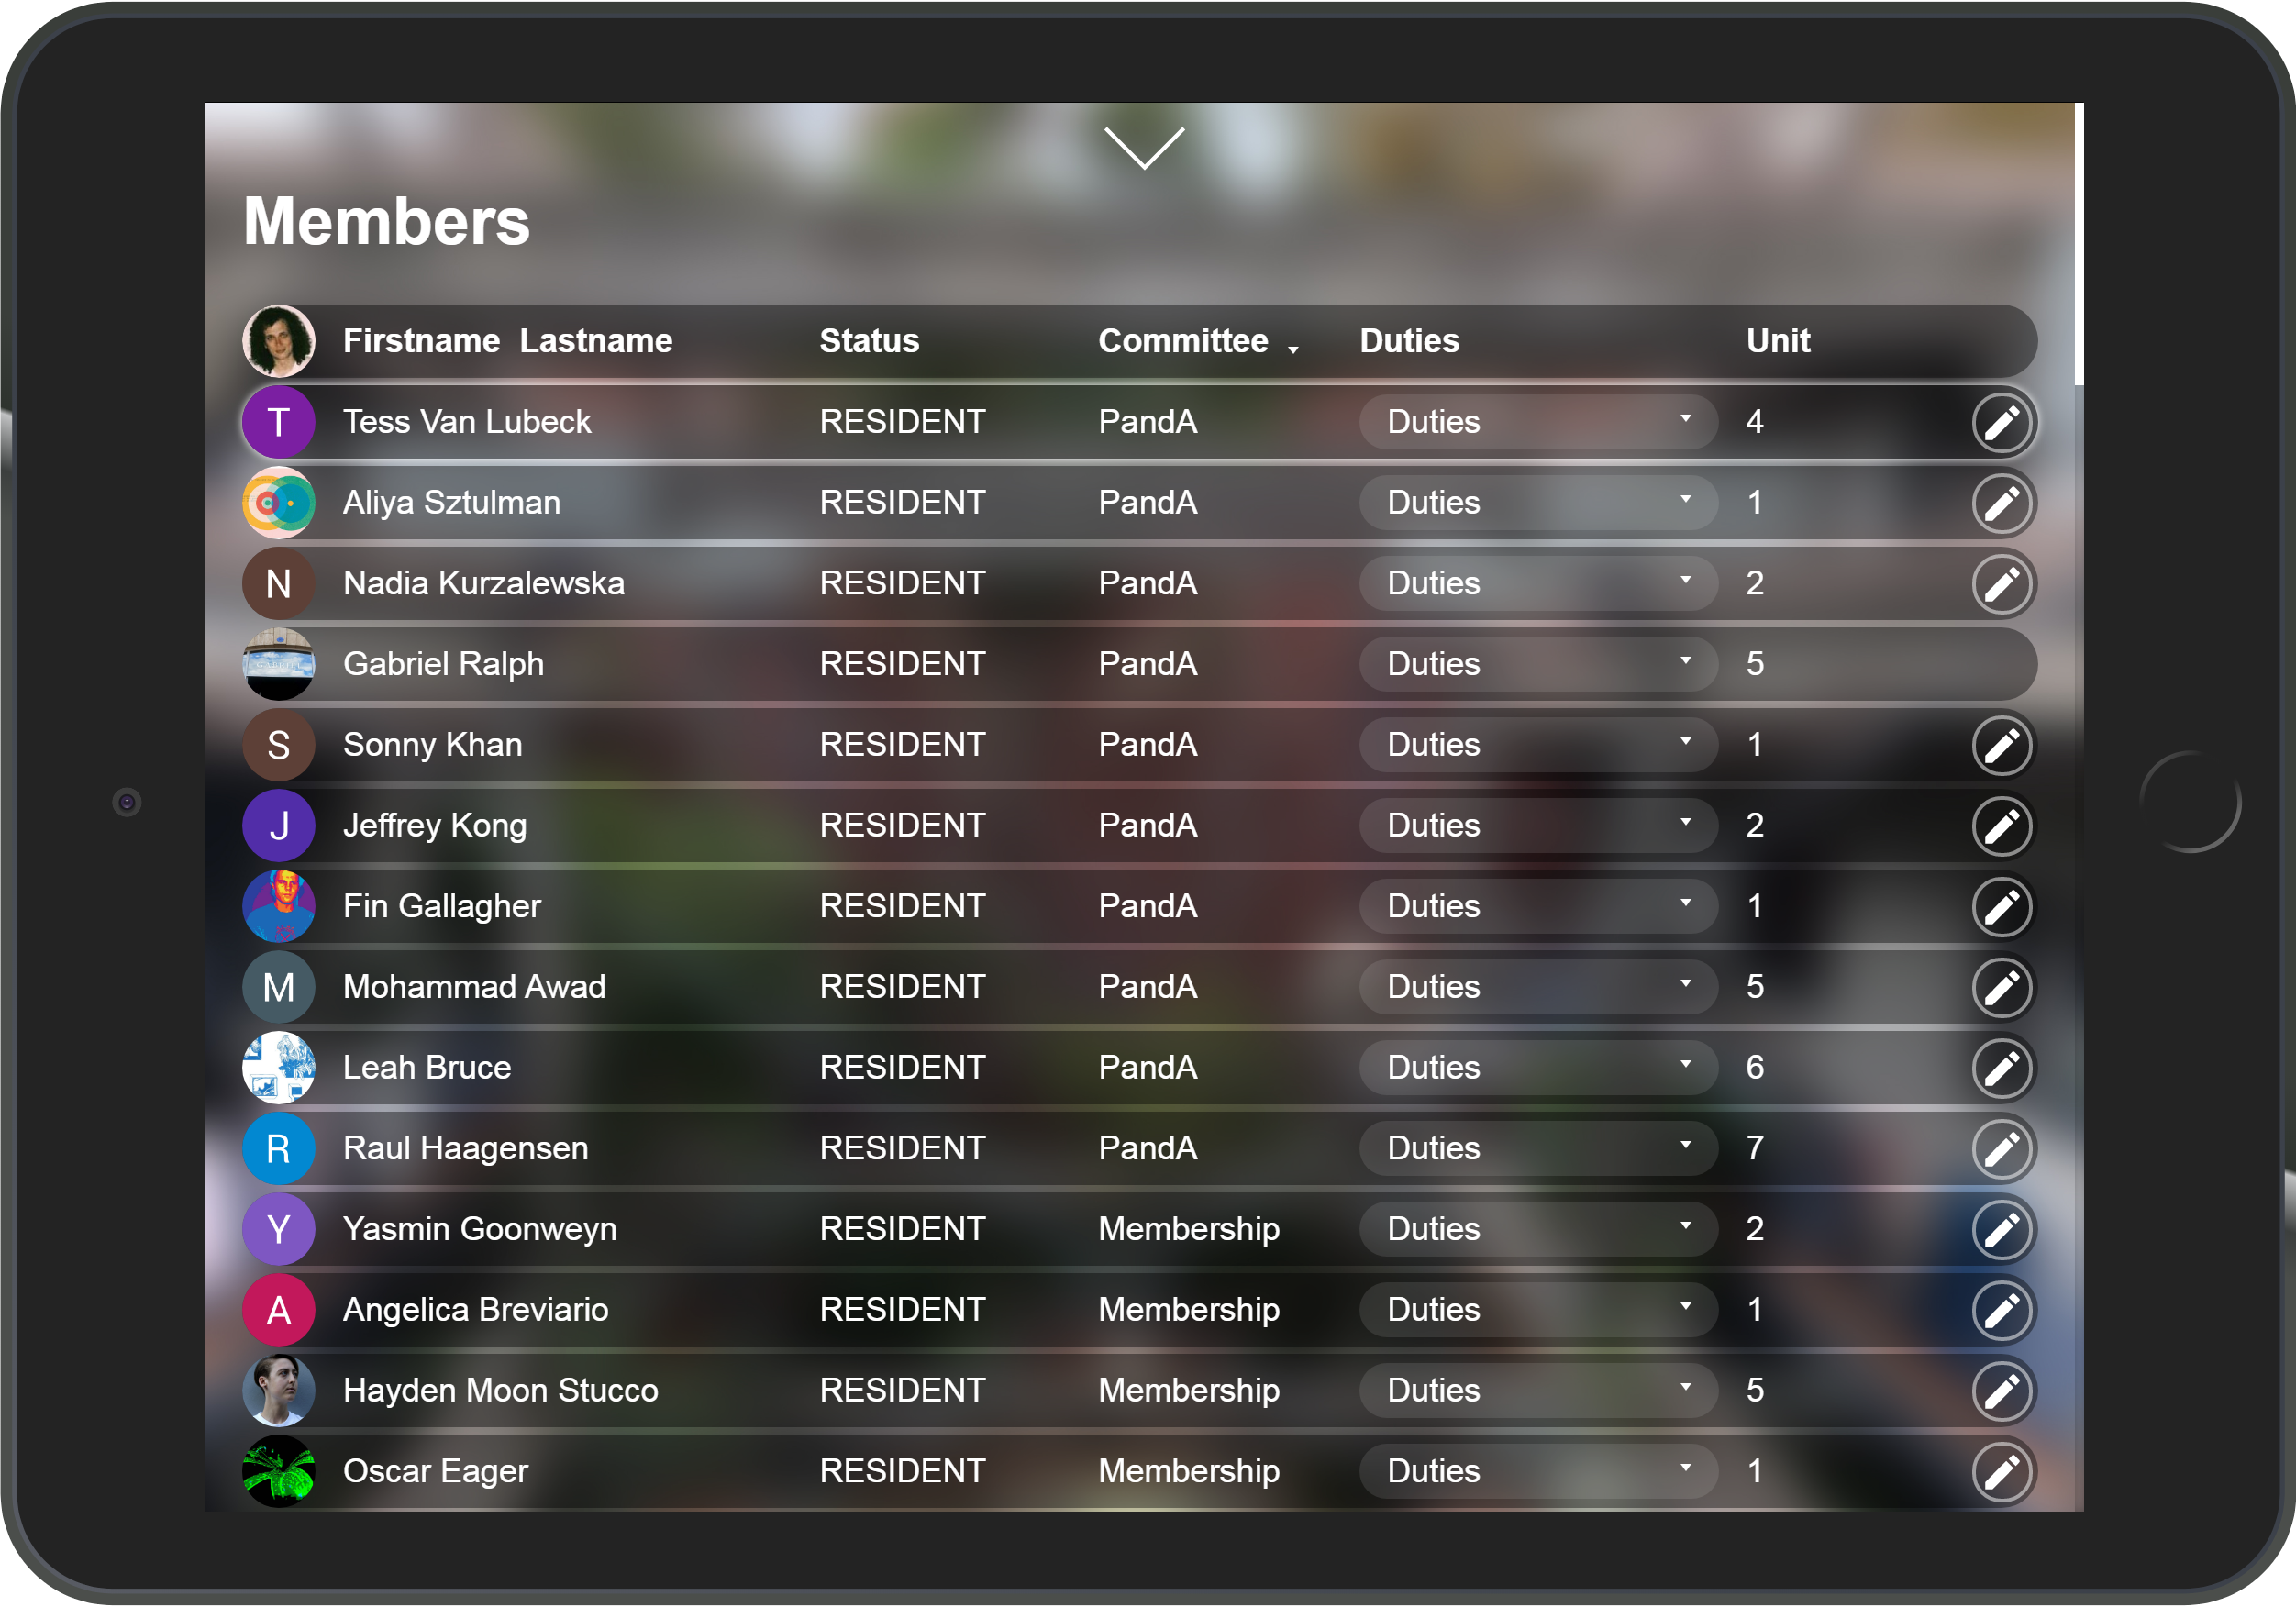 Members
Firstname Lastname Status Committee Duties Unit
T Tess Van Lubeck RESIDENT PandA Duties 4
Aliya Sztulman RESIDENT PandA Duties 1
N Nadia Kurzalewska RESIDENT PandA Duties 2
Gabriel Ralph RESIDENT PandA Duties 5
S Sonny Khan RESIDENT PandA Duties 1
J Jeffrey Kong RESIDENT PandA Duties 2
Fin Gallagher RESIDENT PandA Duties 1
M Mohammad Awad RESIDENT PandA Duties 5
Leah Bruce RESIDENT PandA Duties 6
R Raul Haagensen RESIDENT PandA Duties 7
Y Yasmin Goonweyn RESIDENT Membership Duties 2
A Angelica Breviario RESIDENT Membership Duties 1
Hayden Moon Stucco RESIDENT Membership Duties 5
Oscar Eager RESIDENT Membership Duties 1